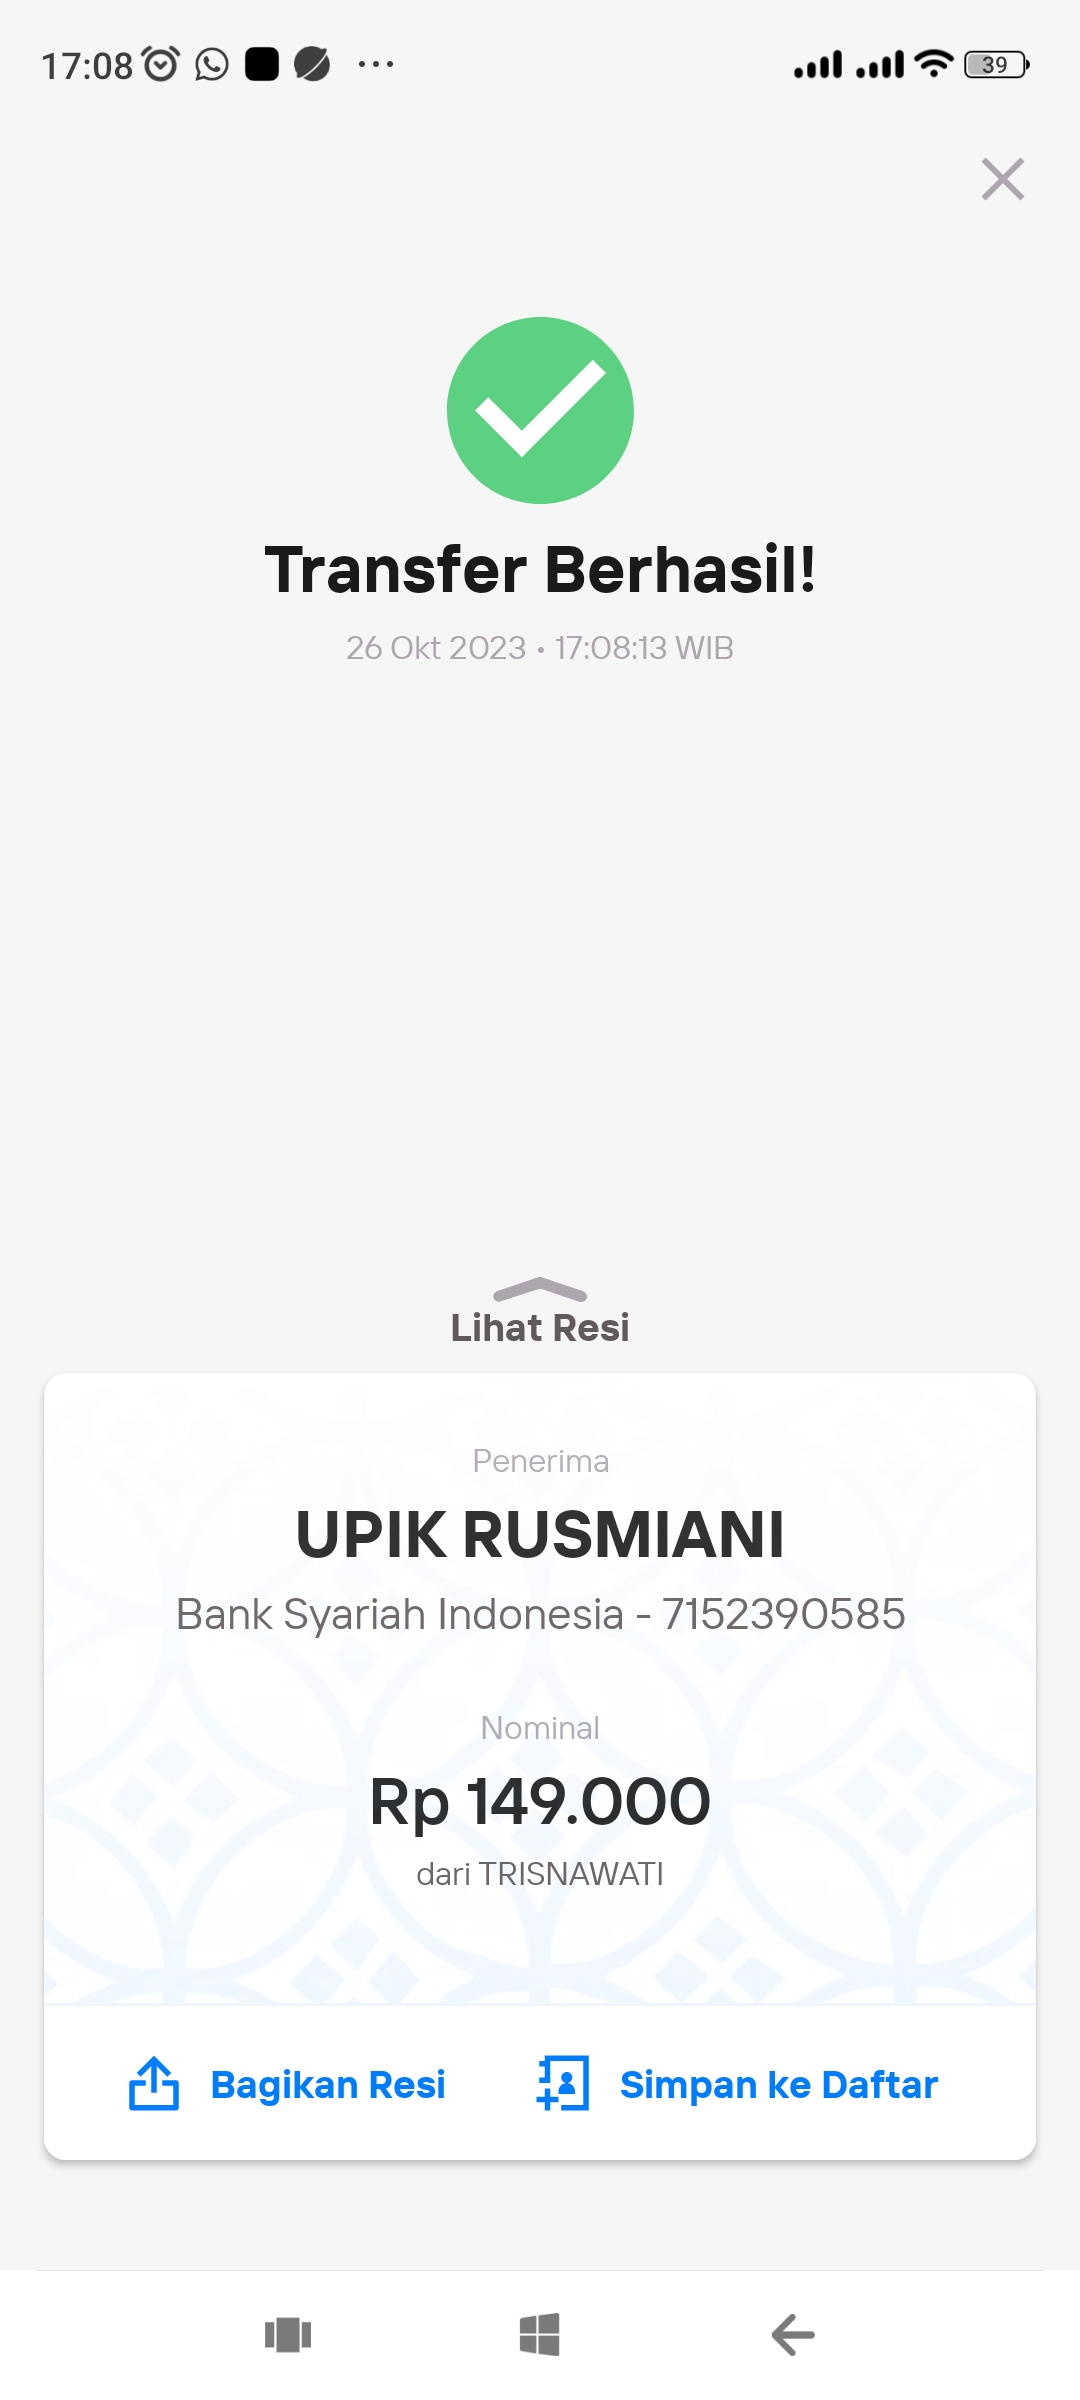 17:08
39
Transfer Berhasil!
26 Okt 2023 • 17:08:13 WIB
Lihat Resi
Penerima
UPIK RUSMIANI
Bank Syariah Indonesia - 7152390585
Nominal
Rp 149.000
dari TRISNAWATI
Bagikan Resi
Simpan ke Daftar